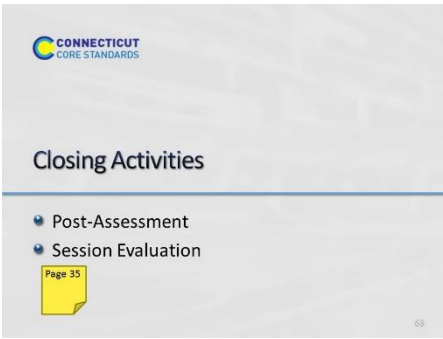 CONNECTICUT
CORE STANDARDS
Closing Activities
Post-Assessment
Session Evaluation
Page 35
68